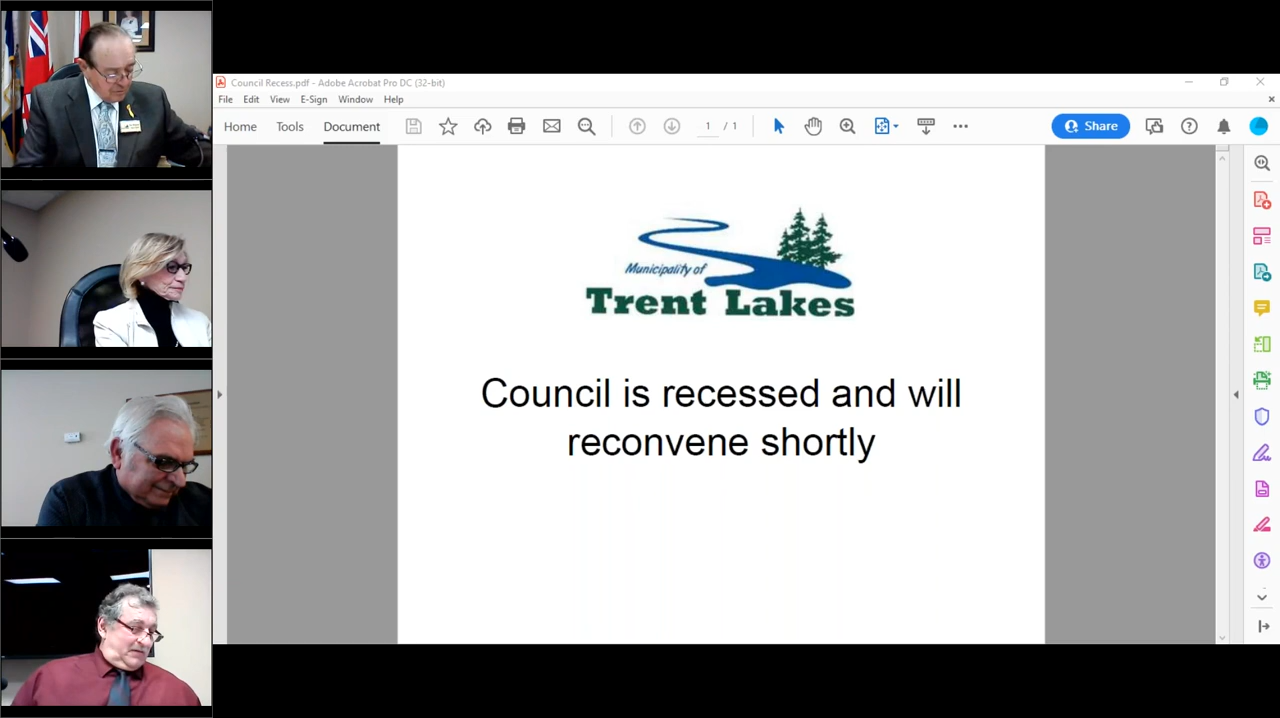 Council Recess.pdf - Adobe Acrobat Pro DC (32-bit)
File Edit View E-Sign Window Help
Home Tools Document 1 / 1 Share
Municipality of
Trent Lakes
Council is recessed and will
reconvene shortly